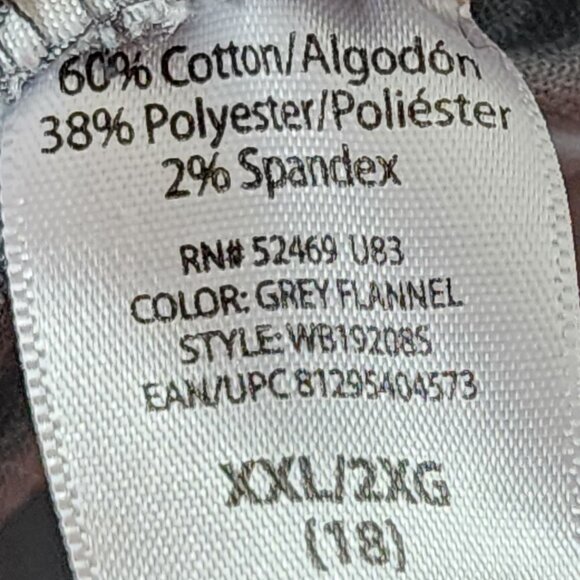 60% Cotton/Algodón
38% Polyester/Poliéster
2% Spandex
RN# 52469 U83
COLOR: GREY FLANNEL
STYLE: WB19208S
EAN/UPC 81295404573
XXL/2XG
(18)